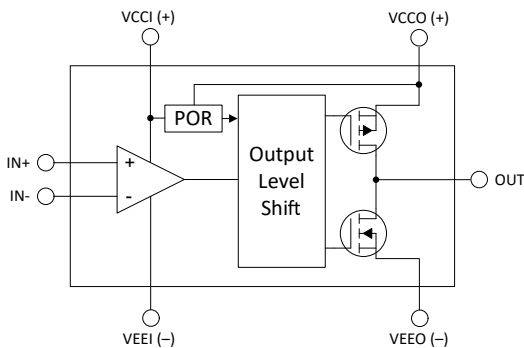 VCCI (+)
VCCO (+)
POR
IN+
+
IN-
-
Output
Level
Shift
OUT
VEEI (–)
VEEO (–)